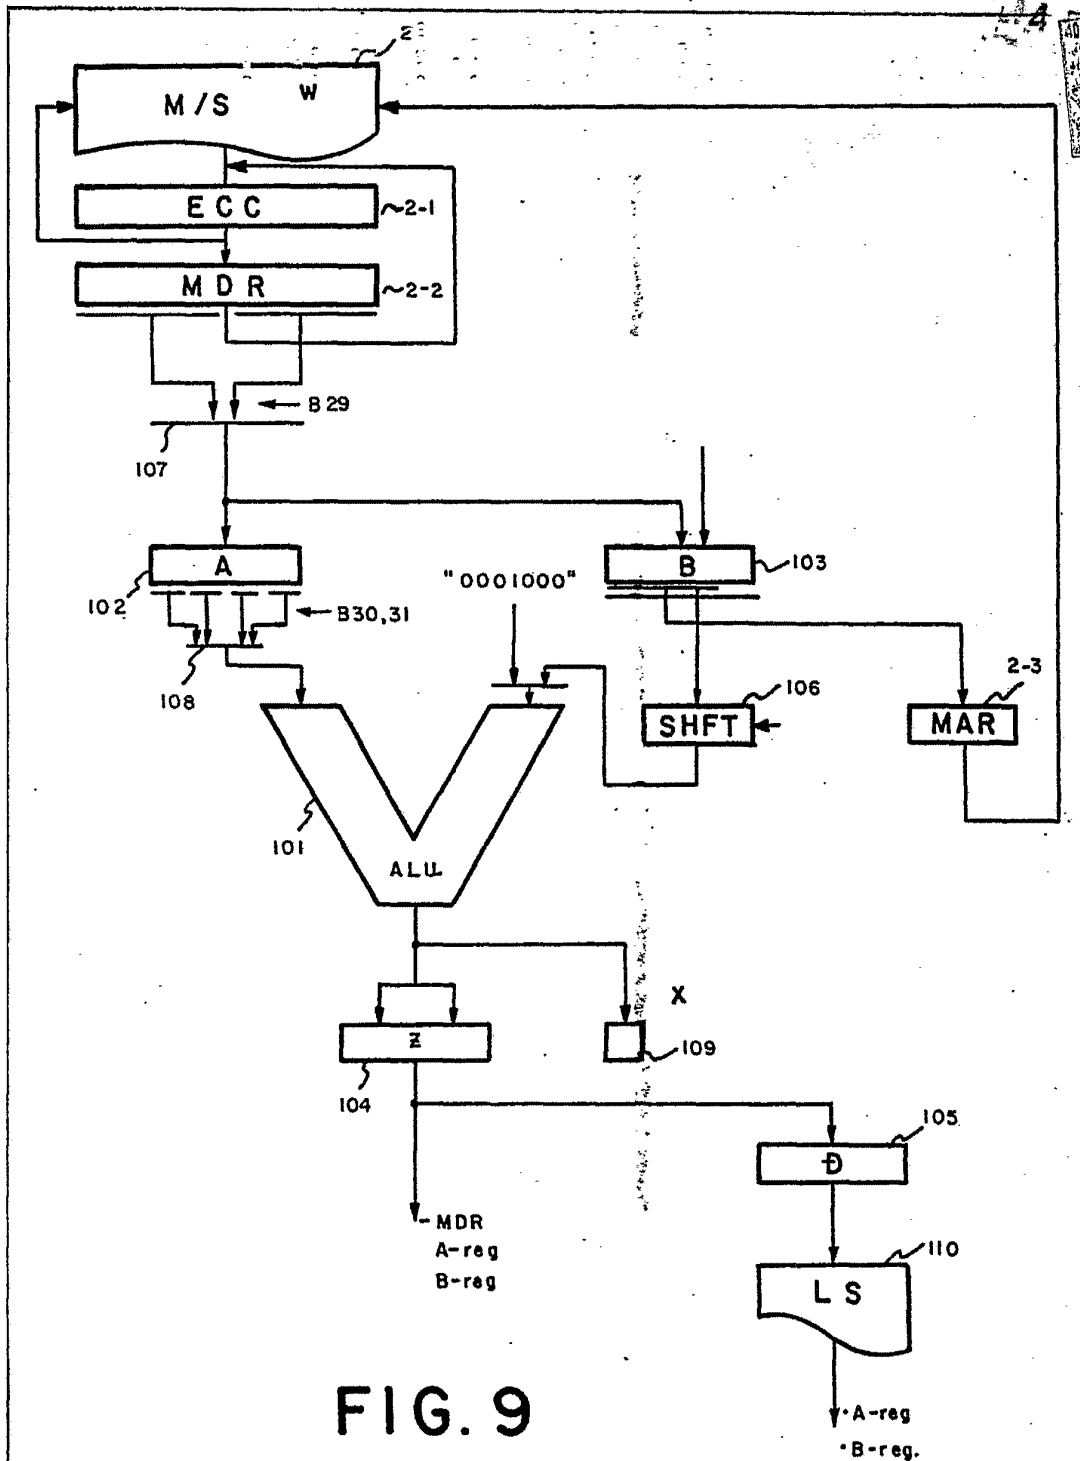 4
2
M/S
W
ECC
2-1
MDR
2-2
B29
107
A
102
B
103
"0001000"
B30,31
108
SHFT
106
2-3
MAR
101
ALU
X
104
109
105
D
MDR
A-reg
B-reg
110
LS
FIG. 9
•A-reg
•B-reg.